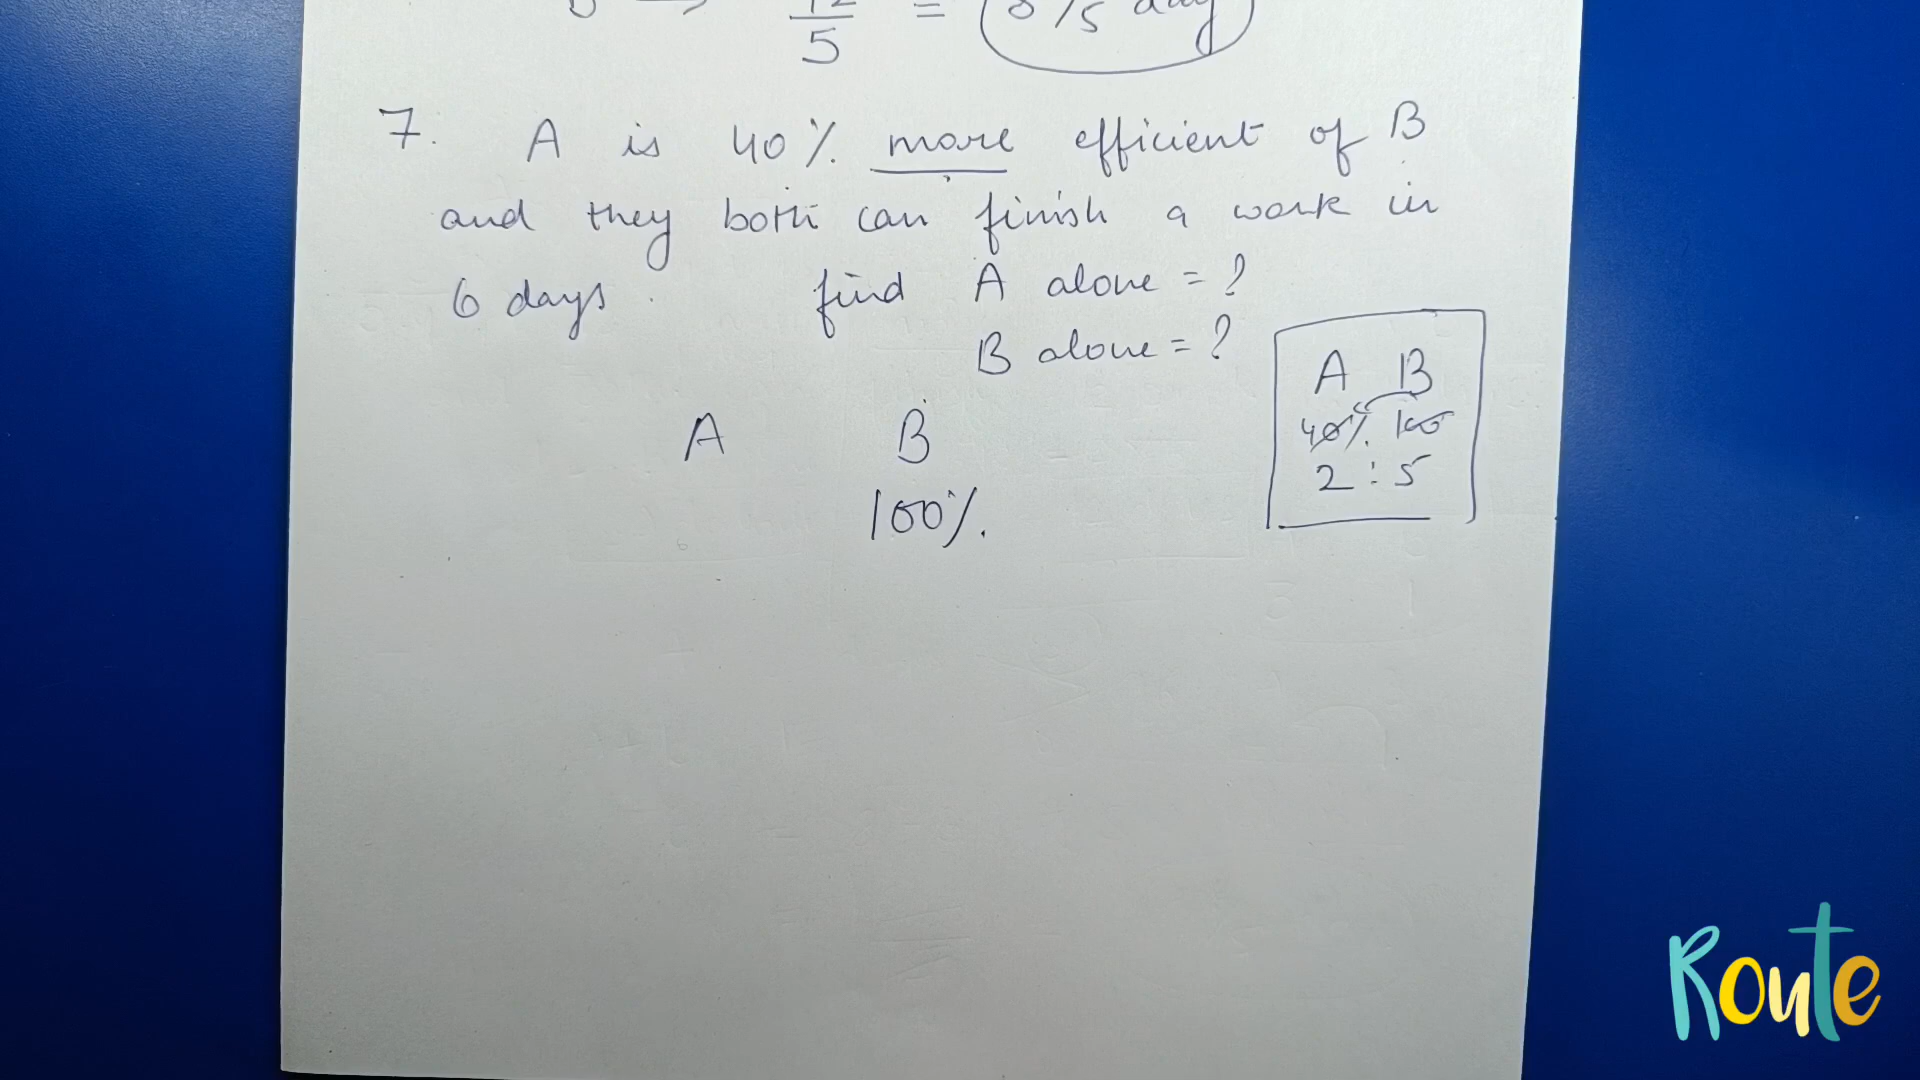 5 = 
7. A is 40% more efficient of B
and they both can finish a work in
6 days. find A alone = ?
B alone = ?
A B
100%.
A B
40% 100
2 : 5
Route